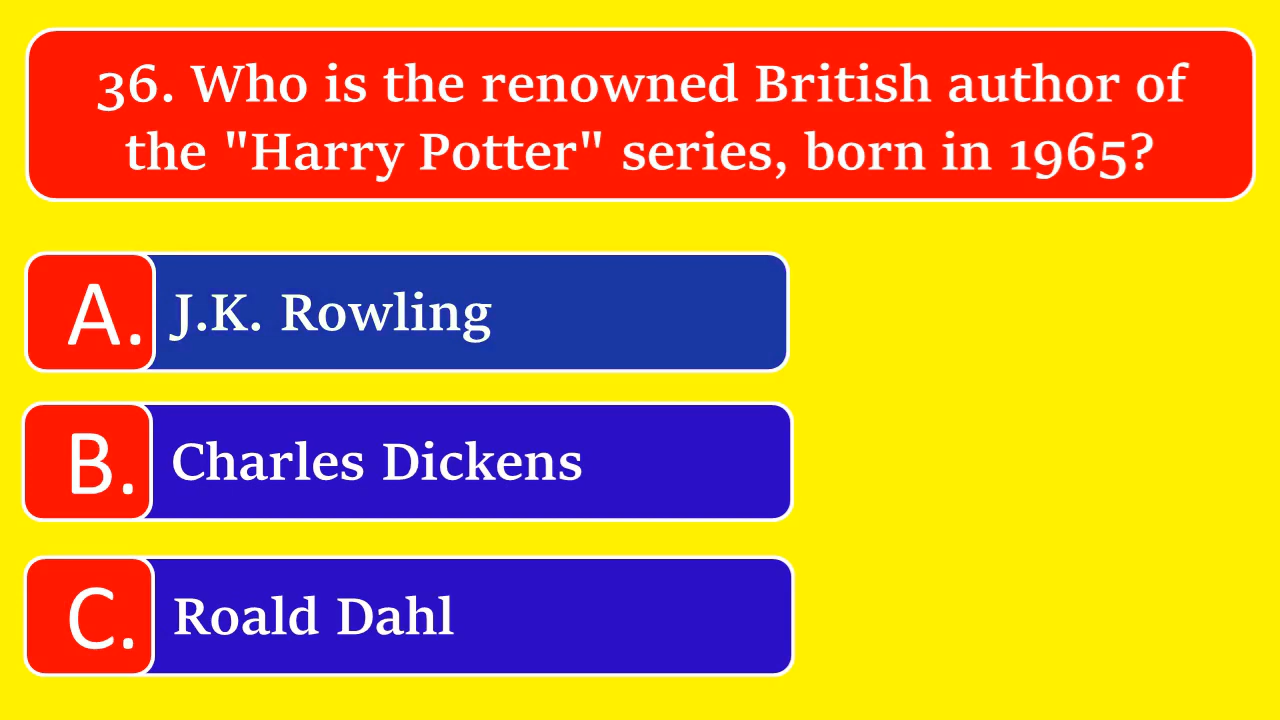 36. Who is the renowned British author of
the "Harry Potter" series, born in 1965?
A. J.K. Rowling
B. Charles Dickens
C. Roald Dahl